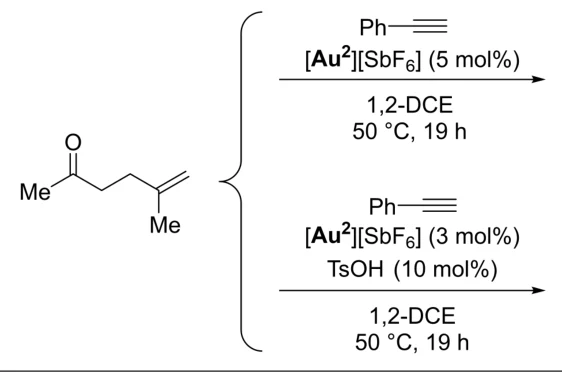 Ph
[Au²][SbF₆] (5 mol%)
1,2-DCE
50 °C, 19 h
O
Me
Me
Ph
[Au²][SbF₆] (3 mol%)
TsOH (10 mol%)
1,2-DCE
50 °C, 19 h